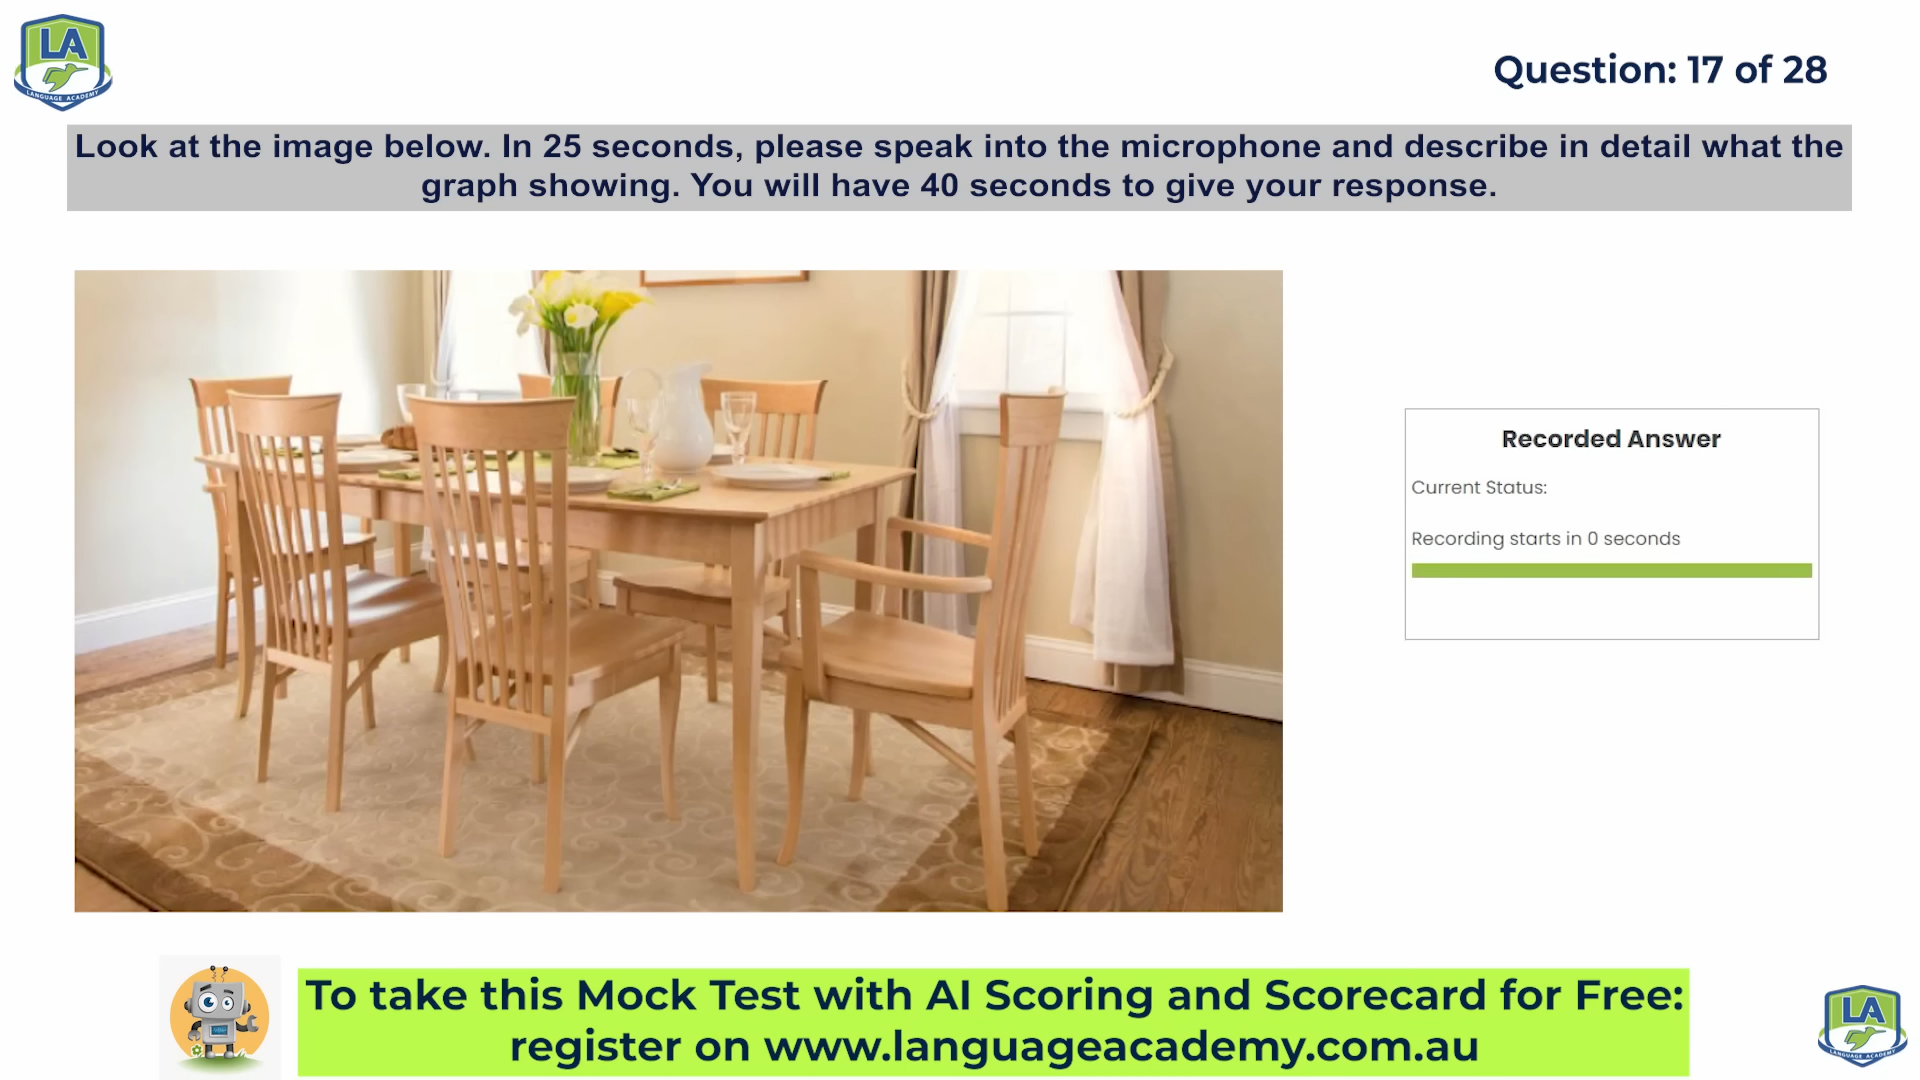 LA
LANGUAGE ACADEMY
Question: 17 of 28
Look at the image below. In 25 seconds, please speak into the microphone and describe in detail what the
graph showing. You will have 40 seconds to give your response.
Recorded Answer
Current Status:
Recording starts in 0 seconds
To take this Mock Test with AI Scoring and Scorecard for Free:
register on www.languageacademy.com.au
LA
LANGUAGE ACADEMY